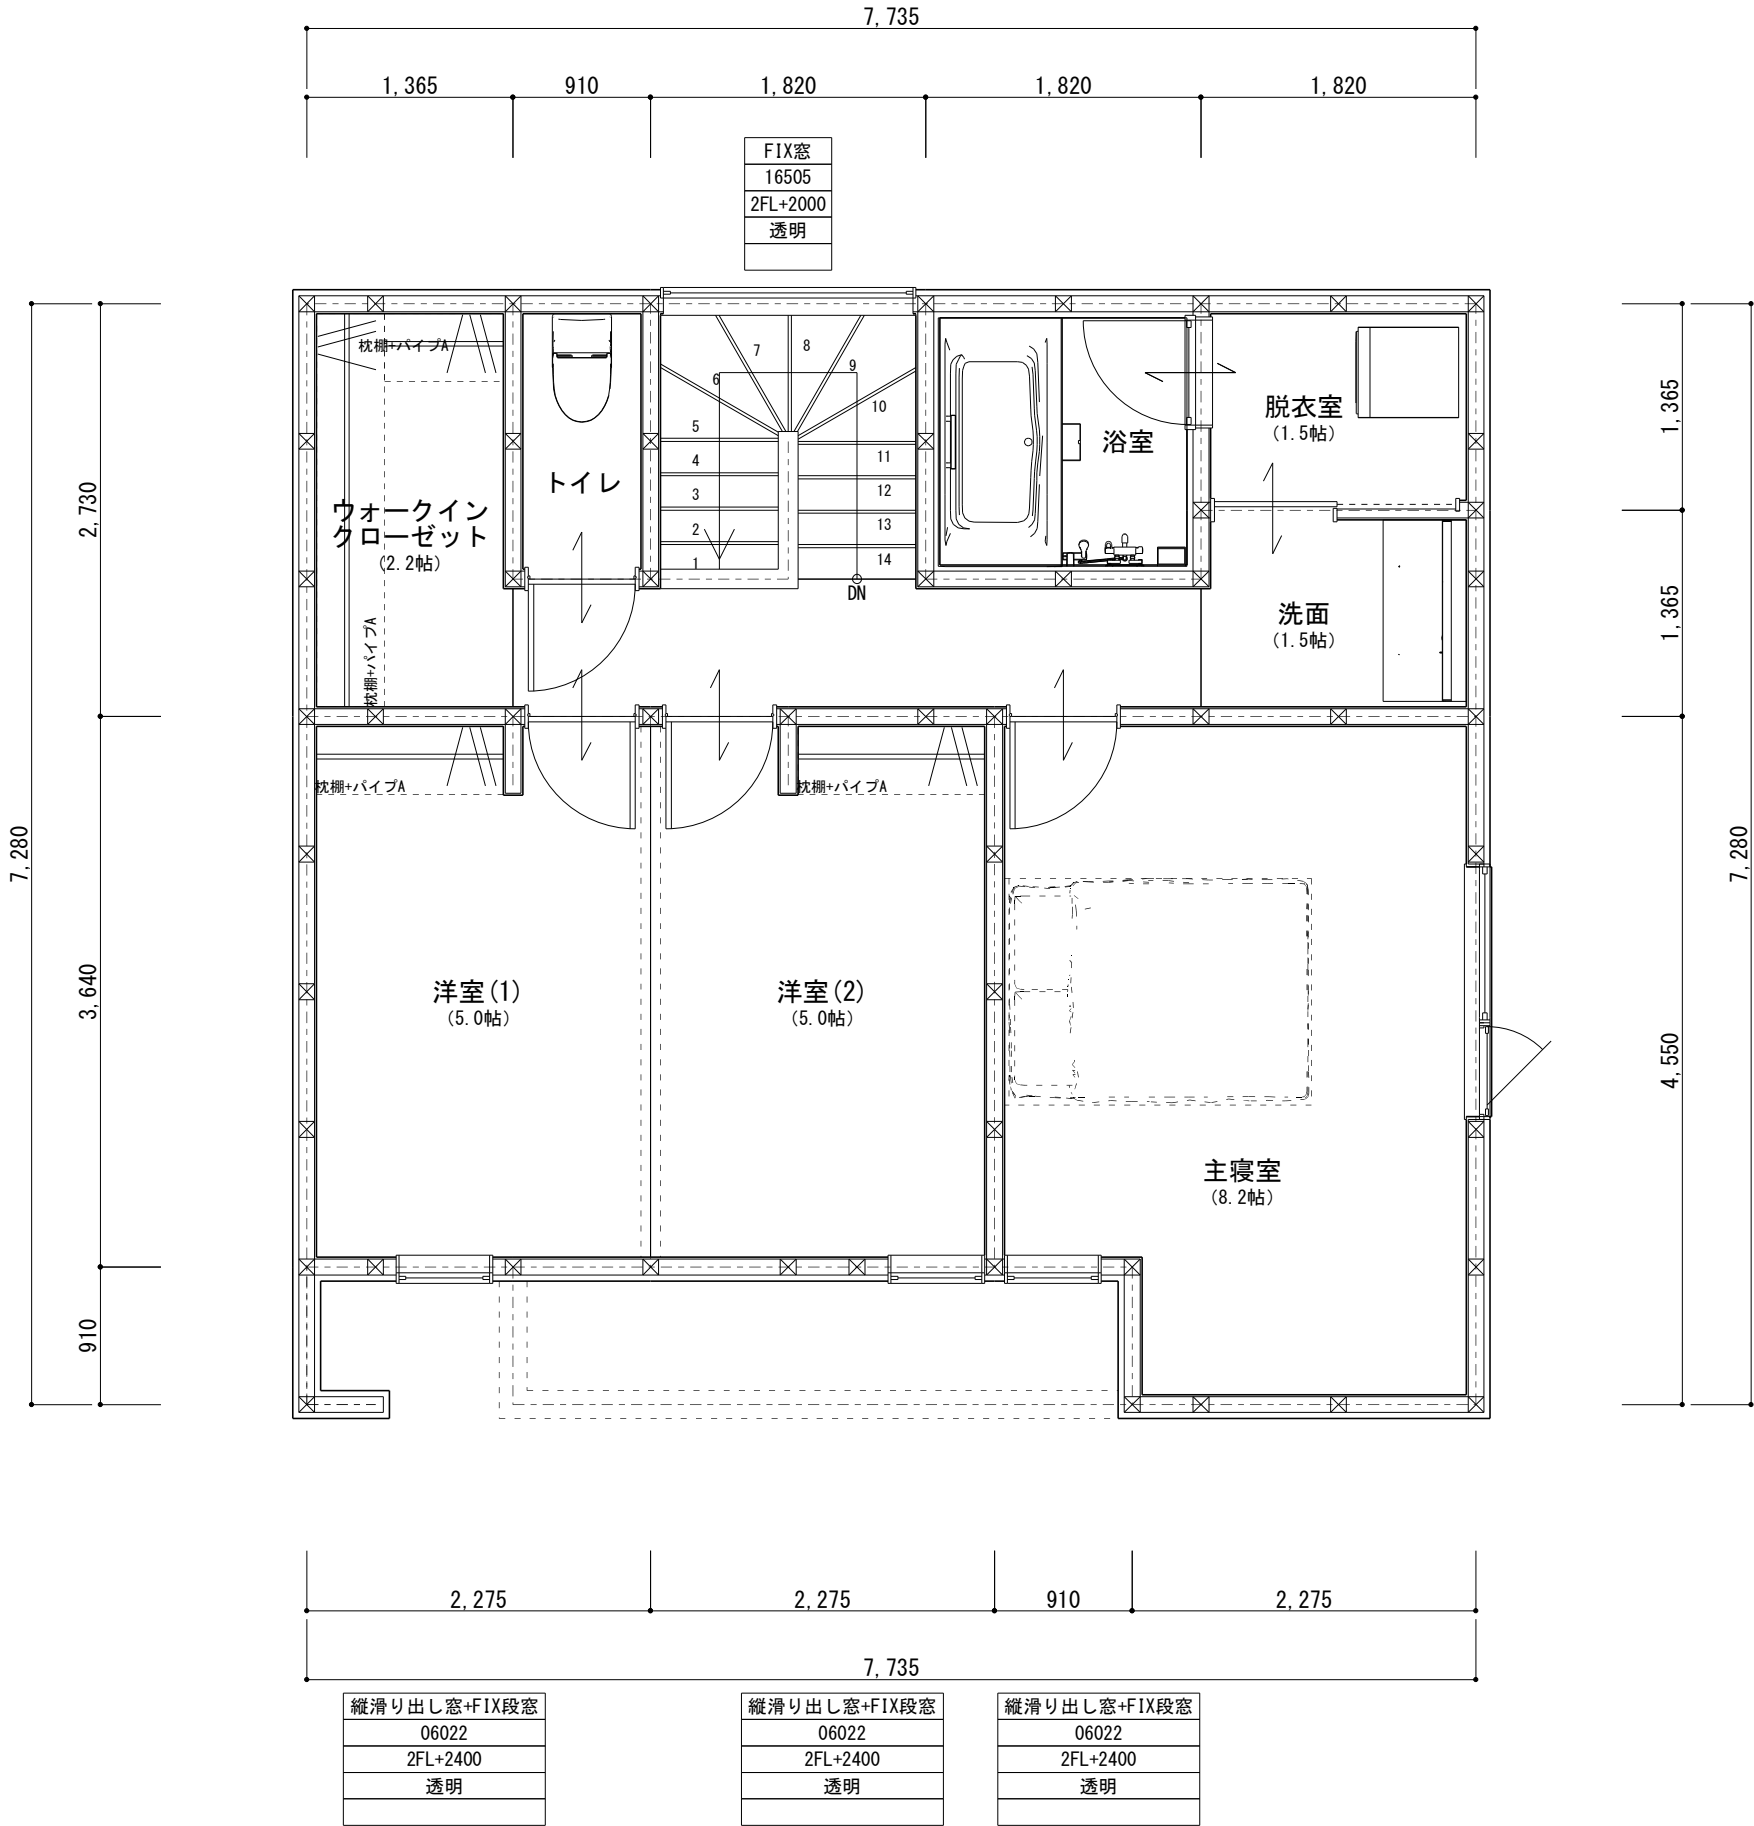 7,735
1,365
910
1,820
1,820
1,820
FIX窓
16505
2FL+2000
透明
枕棚+パイプA
7
8
6
9
10
5
4
11
3
12
2
13
1
14
DN
脱衣室
(1.5帖)
浴室
トイレ
ウォークイン
クローゼット
(2.2帖)
洗面
(1.5帖)
枕棚+パイプA
枕棚+パイプA
枕棚+パイプA
2,730
7,280
3,640
910
1,365
1,365
7,280
4,550
洋室(1)
(5.0帖)
洋室(2)
(5.0帖)
主寝室
(8.2帖)
2,275
2,275
910
2,275
7,735
縦滑り出し窓+FIX段窓
06022
2FL+2400
透明
縦滑り出し窓+FIX段窓
06022
2FL+2400
透明
縦滑り出し窓+FIX段窓
06022
2FL+2400
透明